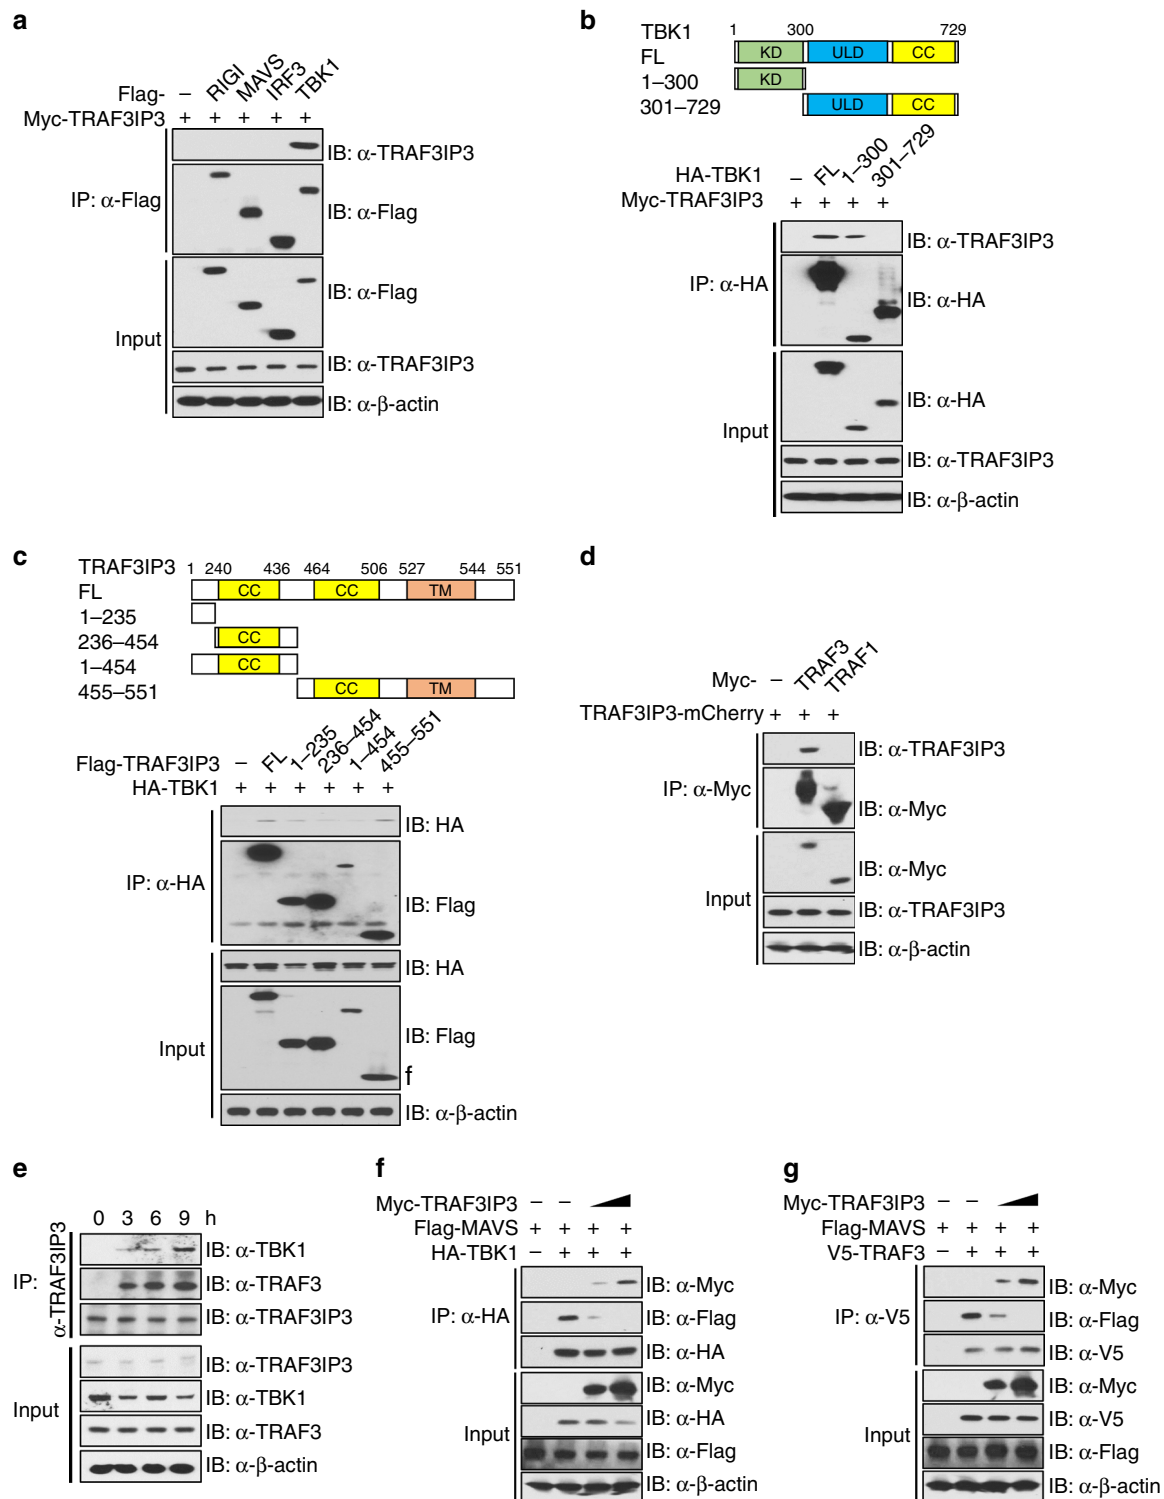 a
Flag- – RIGI MAVS IRF3 TBK1
Myc-TRAF3IP3 + + + + +
IP: α-Flag
IB: α-TRAF3IP3
IB: α-Flag
Input
IB: α-Flag
IB: α-TRAF3IP3
IB: α-β-actin
b
TBK1 1 300 729
FL KD ULD CC
1–300 KD
301–729 ULD CC
HA-TBK1 – FL 1–300 301–729
Myc-TRAF3IP3 + + + +
IP: α-HA
IB: α-TRAF3IP3
IB: α-HA
Input
IB: α-HA
IB: α-TRAF3IP3
IB: α-β-actin
c
TRAF3IP3 1 240 436 464 506 527 544 551
FL CC CC TM
1–235
236–454 CC
1–454 CC
455–551 CC TM
Flag-TRAF3IP3 – FL 1–235 236–454 1–454 455–551
HA-TBK1 + + + + + +
IP: α-HA
IB: HA
IB: Flag
Input
IB: HA
IB: Flag
f
IB: α-β-actin
d
Myc- – TRAF3 TRAF1
TRAF3IP3-mCherry + + +
IP: α-Myc
IB: α-TRAF3IP3
IB: α-Myc
Input
IB: α-Myc
IB: α-TRAF3IP3
IB: α-β-actin
e
0 3 6 9 h
IP: α-TRAF3IP3
IB: α-TBK1
IB: α-TRAF3
IB: α-TRAF3IP3
Input
IB: α-TRAF3IP3
IB: α-TBK1
IB: α-TRAF3
IB: α-β-actin
f
Myc-TRAF3IP3 – –
Flag-MAVS + + + +
HA-TBK1 – + + +
IP: α-HA
IB: α-Myc
IB: α-Flag
IB: α-HA
Input
IB: α-Myc
IB: α-HA
IB: α-Flag
IB: α-β-actin
g
Myc-TRAF3IP3 – –
Flag-MAVS + + + +
V5-TRAF3 – + + +
IP: α-V5
IB: α-Myc
IB: α-Flag
IB: α-V5
Input
IB: α-Myc
IB: α-V5
IB: α-Flag
IB: α-β-actin